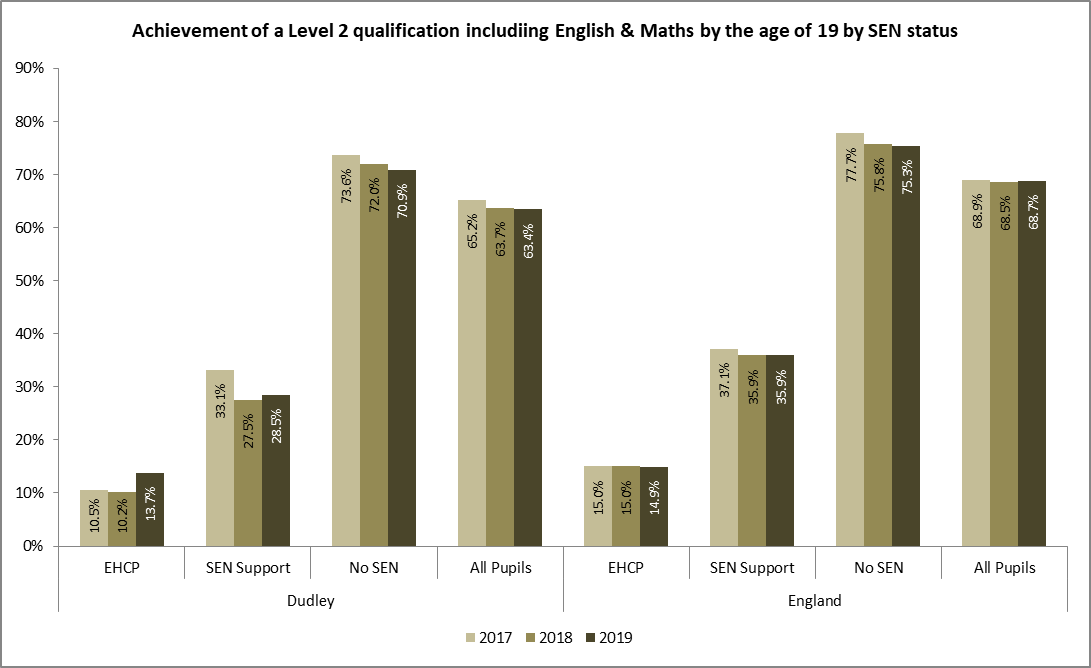 Achievement of a Level 2 qualification includiing English & Maths by the age of 19 by SEN status
90%
80%
70%
60%
50%
40%
30%
20%
10%
0%
10.5% 10.2% 13.7% 33.1% 27.5% 28.5% 73.6% 72.0% 70.9% 65.2% 63.7% 63.4% 15.0% 15.0% 14.9% 37.1% 35.9% 35.9% 77.7% 75.8% 75.3% 68.9% 68.5% 68.7%
EHCP SEN Support No SEN All Pupils EHCP SEN Support No SEN All Pupils
Dudley England
2017 2018 2019